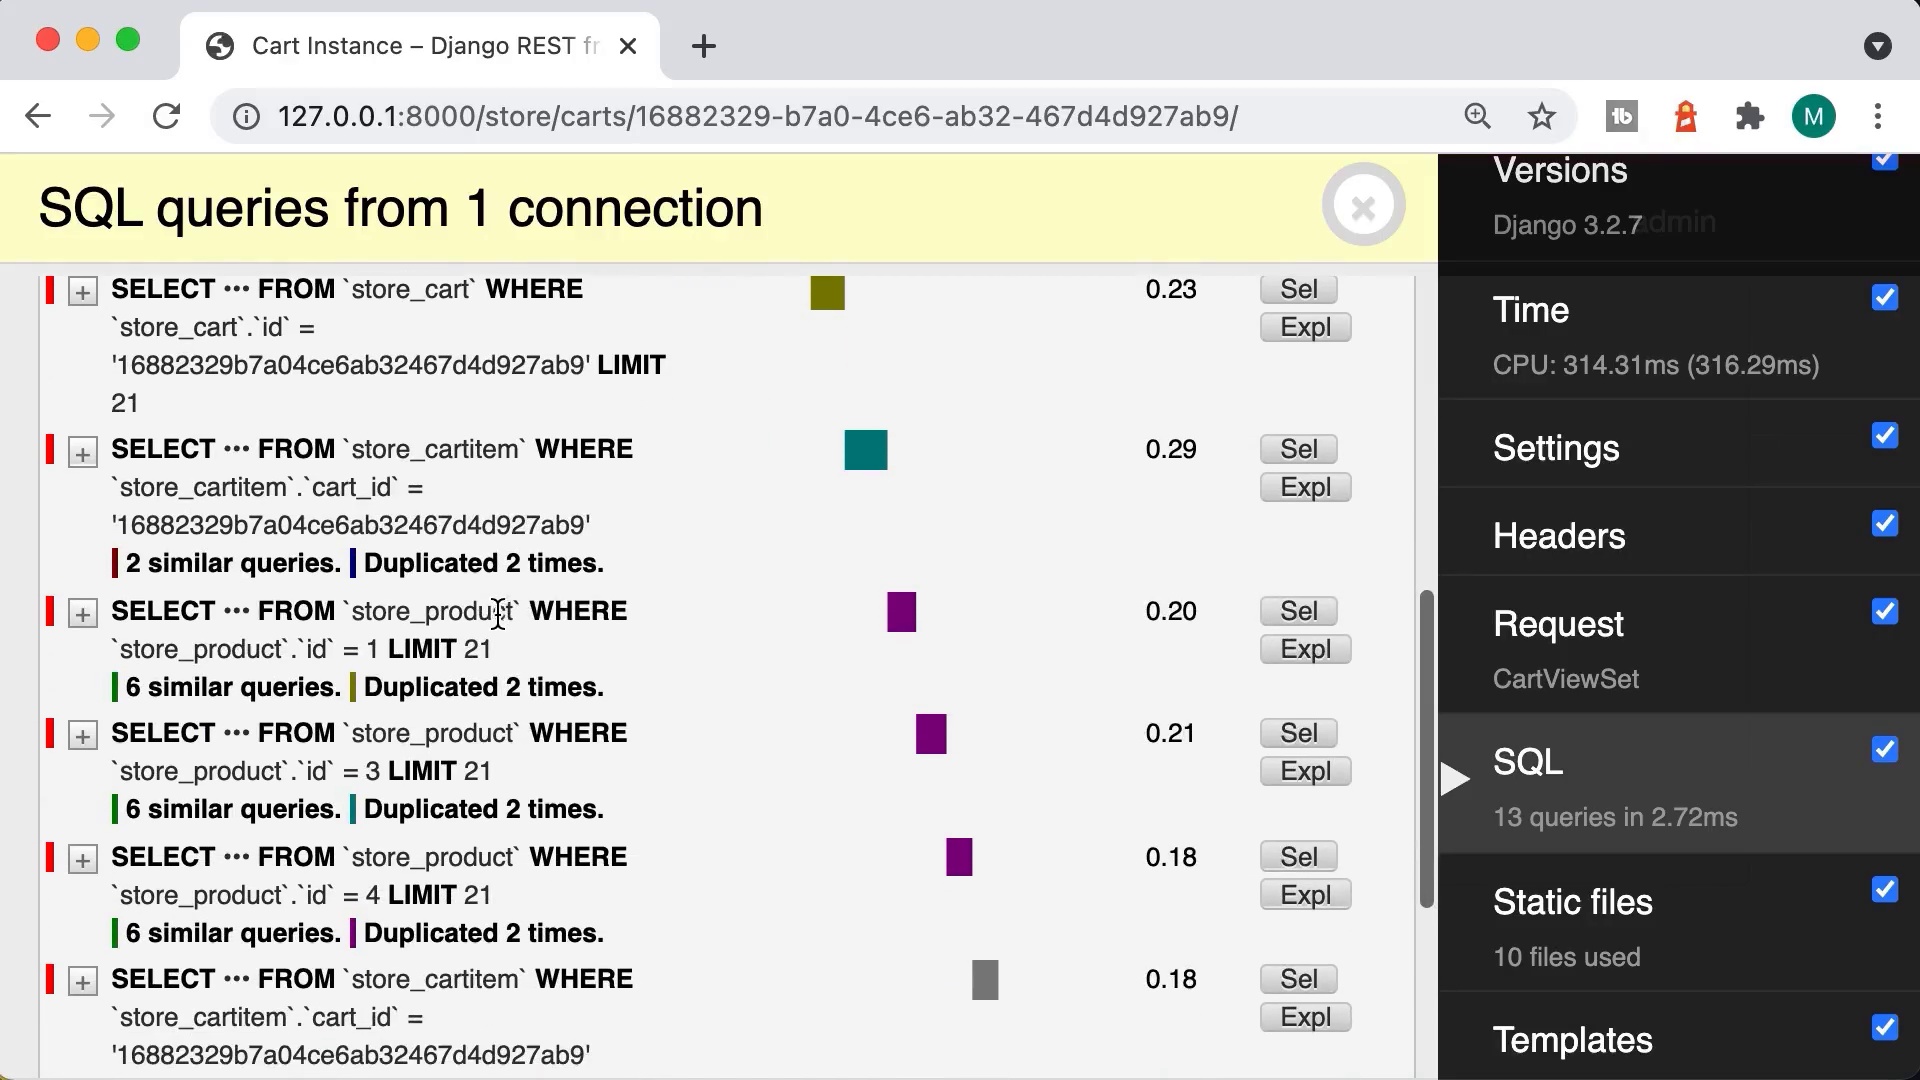 Cart Instance – Django REST fr
127.0.0.1:8000/store/carts/16882329-b7a0-4ce6-ab32-467d4d927ab9/
M
SQL queries from 1 connection
SELECT ••• FROM `store_cart` WHERE
`store_cart`.`id` =
'16882329b7a04ce6ab32467d4d927ab9' LIMIT
21
0.23
Sel
Expl
SELECT ••• FROM `store_cartitem` WHERE
`store_cartitem`.`cart_id` =
'16882329b7a04ce6ab32467d4d927ab9'
2 similar queries. Duplicated 2 times.
0.29
Sel
Expl
SELECT ••• FROM `store_product` WHERE
`store_product`.`id` = 1 LIMIT 21
6 similar queries. Duplicated 2 times.
0.20
Sel
Expl
SELECT ••• FROM `store_product` WHERE
`store_product`.`id` = 3 LIMIT 21
6 similar queries. Duplicated 2 times.
0.21
Sel
Expl
SELECT ••• FROM `store_product` WHERE
`store_product`.`id` = 4 LIMIT 21
6 similar queries. Duplicated 2 times.
0.18
Sel
Expl
SELECT ••• FROM `store_cartitem` WHERE
`store_cartitem`.`cart_id` =
'16882329b7a04ce6ab32467d4d927ab9'
0.18
Sel
Expl
Versions
Django 3.2.7
admin
Time
CPU: 314.31ms (316.29ms)
Settings
Headers
Request
CartViewSet
SQL
13 queries in 2.72ms
Static files
10 files used
Templates